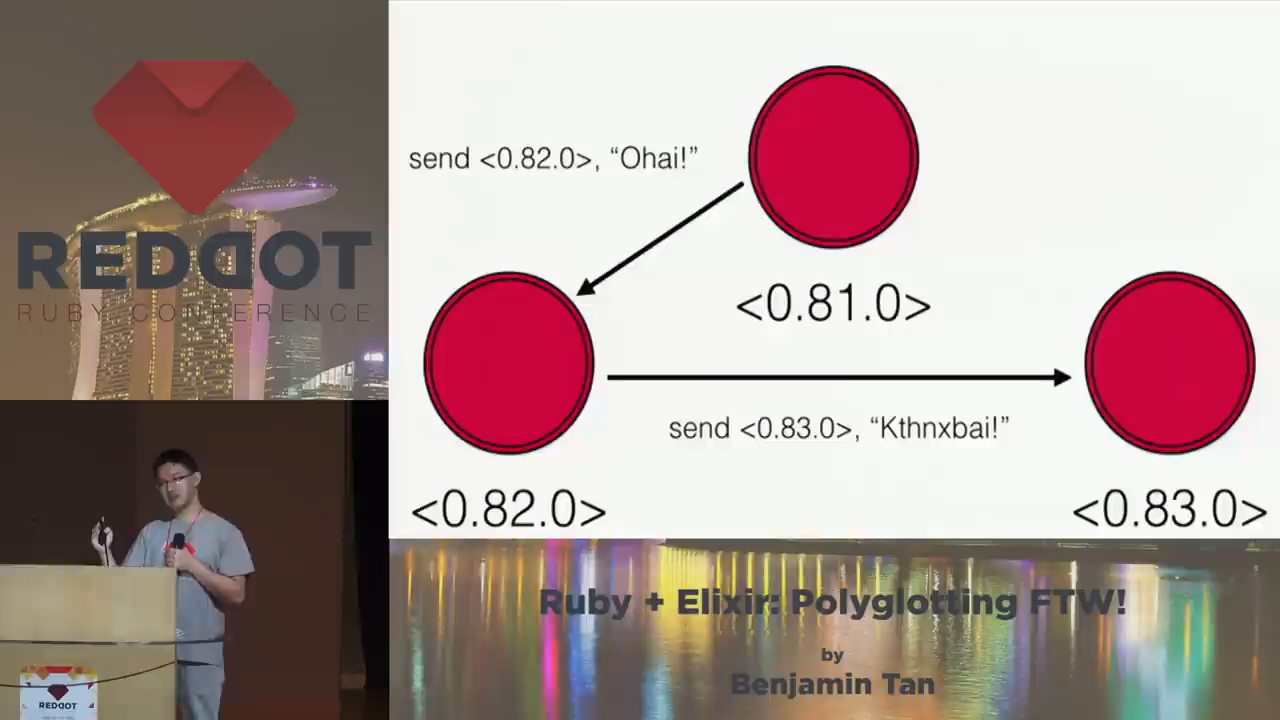 REDDOT
RUBY CONFERENCE
send <0.82.0>, “Ohai!”
<0.81.0>
send <0.83.0>, “Kthnxbai!”
<0.82.0>
<0.83.0>
Ruby + Elixir: Polyglotting FTW!
by
Benjamin Tan
REDDOT